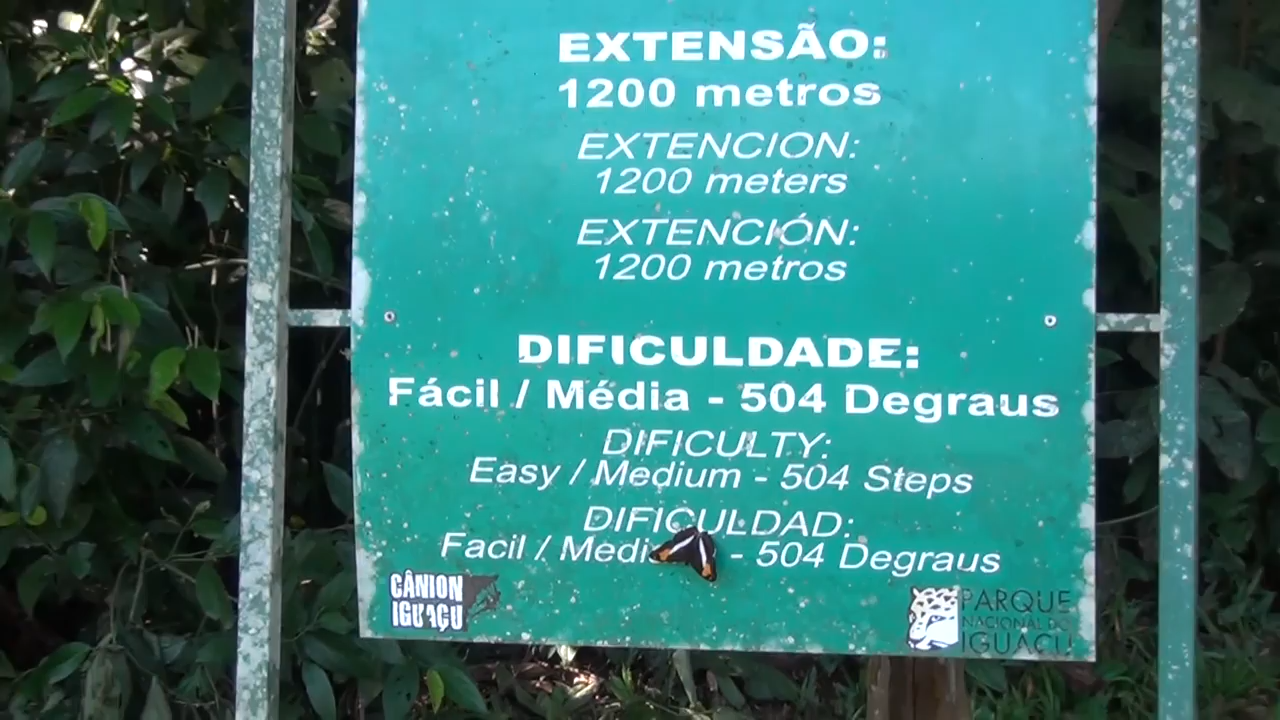 EXTENSÃO:
1200 metros
EXTENCION:
1200 meters
EXTENCIÓN:
1200 metros
DIFICULDADE:
Fácil / Média - 504 Degraus
DIFICULTY:
Easy / Medium - 504 Steps
DIFICULDAD:
Facil / Medi - 504 Degraus
CÂNION
IGUAÇU
PARQUE
NACIONAL DO
IGUAÇU